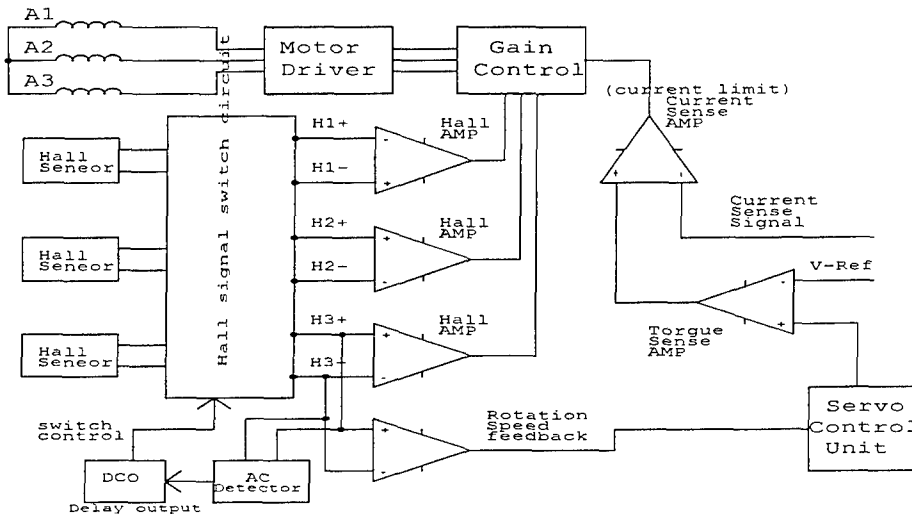 A1
A2
A3
Motor
Driver
Gain
Control
(current limit)
Current
Sense
AMP
Hall signal switch circuit
Hall
Seneor
Hall
Seneor
Hall
Seneor
H1+
H1-
H2+
H2-
H3+
H3-
Hall
AMP
-
+
Hall
AMP
+
-
Hall
AMP
+
-
+
-
Current
Sense
Signal
+
-
V-Ref
-
+
Torgue
Sense
AMP
Rotation
Speed
feedback
+
-
Servo
Control
Unit
switch
control
DCO
AC
Detector
Delay output